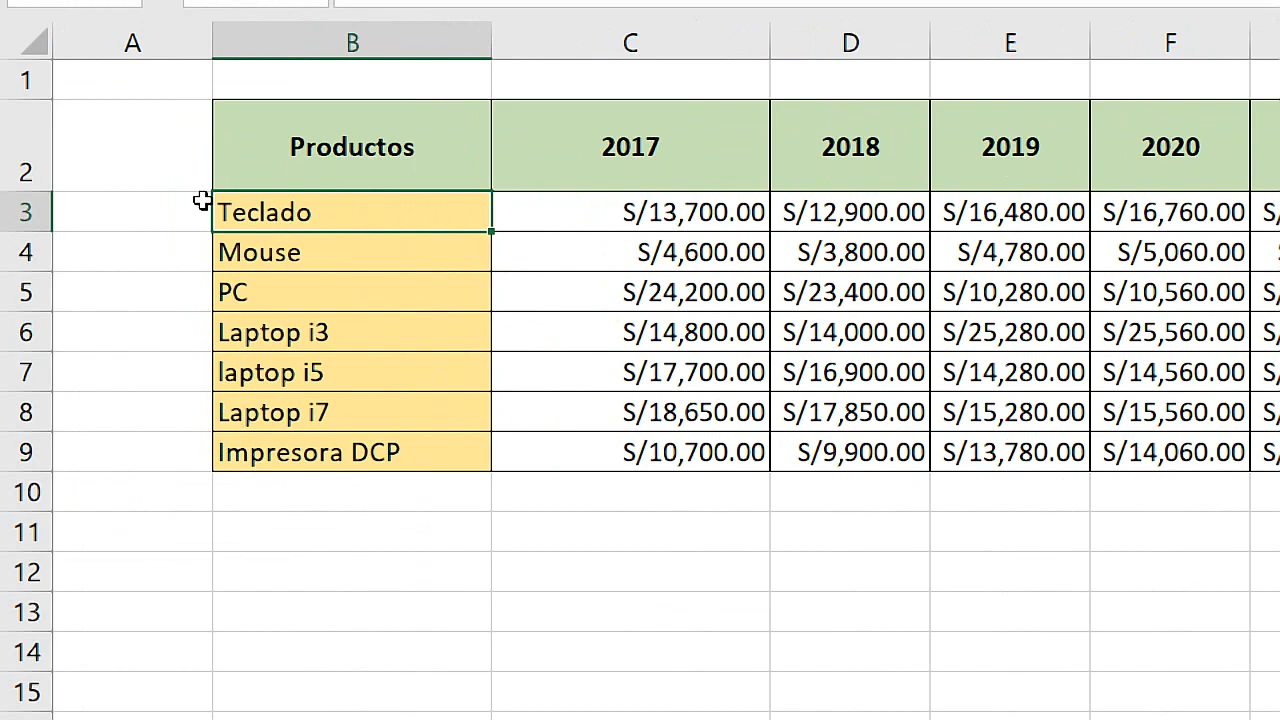 A B C D E F
1
2 Productos 2017 2018 2019 2020
3 Teclado S/13,700.00 S/12,900.00 S/16,480.00 S/16,760.00 S/
4 Mouse S/4,600.00 S/3,800.00 S/4,780.00 S/5,060.00
5 PC S/24,200.00 S/23,400.00 S/10,280.00 S/10,560.00 S/
6 Laptop i3 S/14,800.00 S/14,000.00 S/25,280.00 S/25,560.00 S/
7 laptop i5 S/17,700.00 S/16,900.00 S/14,280.00 S/14,560.00 S/
8 Laptop i7 S/18,650.00 S/17,850.00 S/15,280.00 S/15,560.00 S/
9 Impresora DCP S/10,700.00 S/9,900.00 S/13,780.00 S/14,060.00 S/
10
11
12
13
14
15